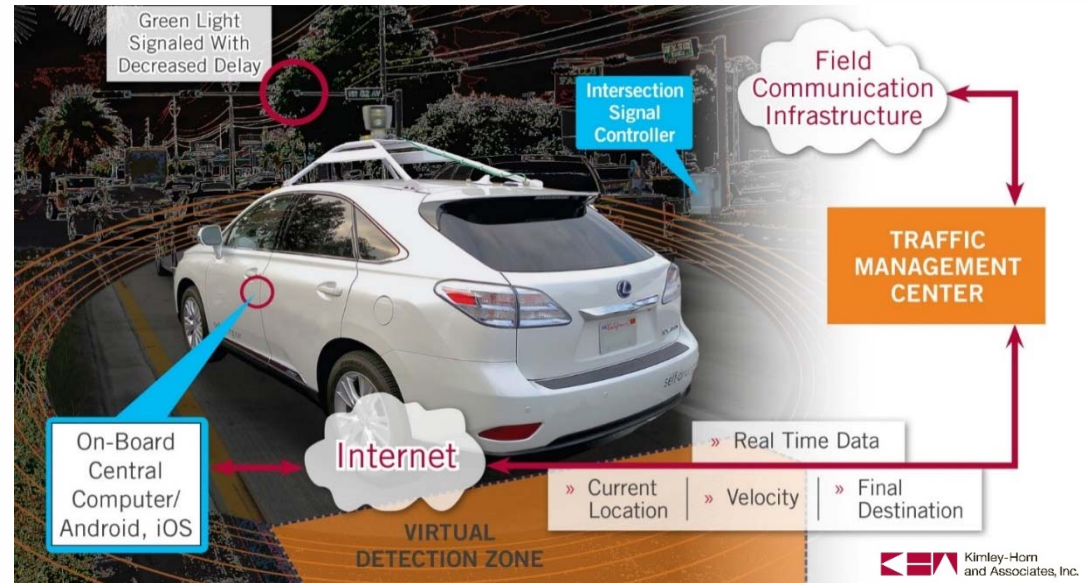 Green Light
Signaled With
Decreased Delay
Field
Communication
Infrastructure
Intersection
Signal
Controller
TRAFFIC
MANAGEMENT
CENTER
On-Board
Central
Computer/
Android, iOS
Internet
» Real Time Data
» Current
Location
» Velocity
» Final
Destination
VIRTUAL
DETECTION ZONE
Kimley-Horn
and Associates, Inc.